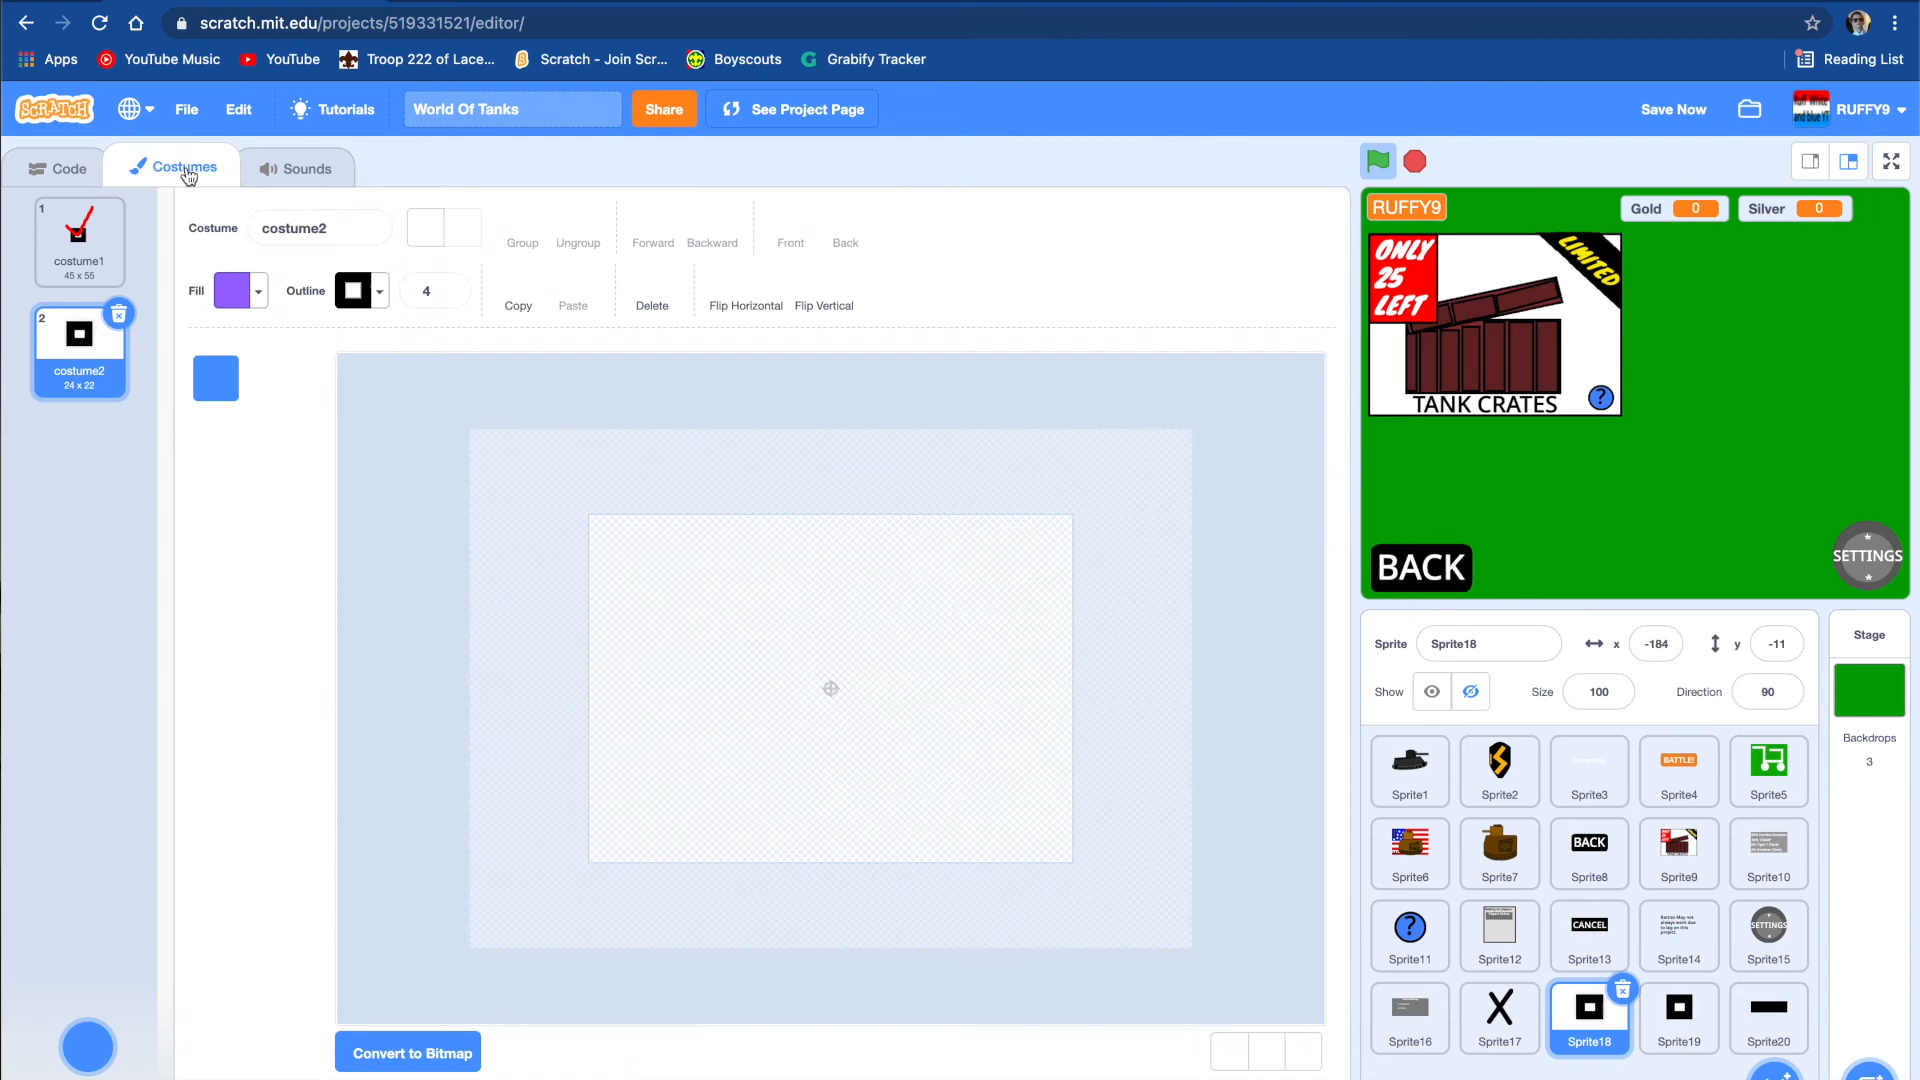 scratch.mit.edu/projects/519331521/editor/
Apps
YouTube Music
YouTube
Troop 222 of Lace...
Scratch - Join Scr...
Boyscouts
Grabify Tracker
Reading List
SCRATCH
File
Edit
Tutorials
World Of Tanks
Share
See Project Page
Save Now
RUFFY9
Code
Costumes
Sounds
1
costume1
45 x 55
2
costume2
24 x 22
Costume
costume2
Group
Ungroup
Forward
Backward
Front
Back
Fill
Outline
4
Copy
Paste
Delete
Flip Horizontal
Flip Vertical
Convert to Bitmap
RUFFY9
Gold 0
Silver 0
ONLY
25
LEFT
LIMITED
TANK CRATES
?
BACK
*
SETTINGS
*
Sprite
Sprite18
x
-184
y
-11
Show
Size
100
Direction
90
Stage
Backdrops
3
Sprite1
Sprite2
Sprite3
BATTLE!
Sprite4
Sprite5
Sprite6
Sprite7
BACK
Sprite8
Sprite9
Sprite10
?
Sprite11
Sprite12
CANCEL
Sprite13
Sprite14
SETTINGS
Sprite15
Sprite16
Sprite17
Sprite18
Sprite19
Sprite20